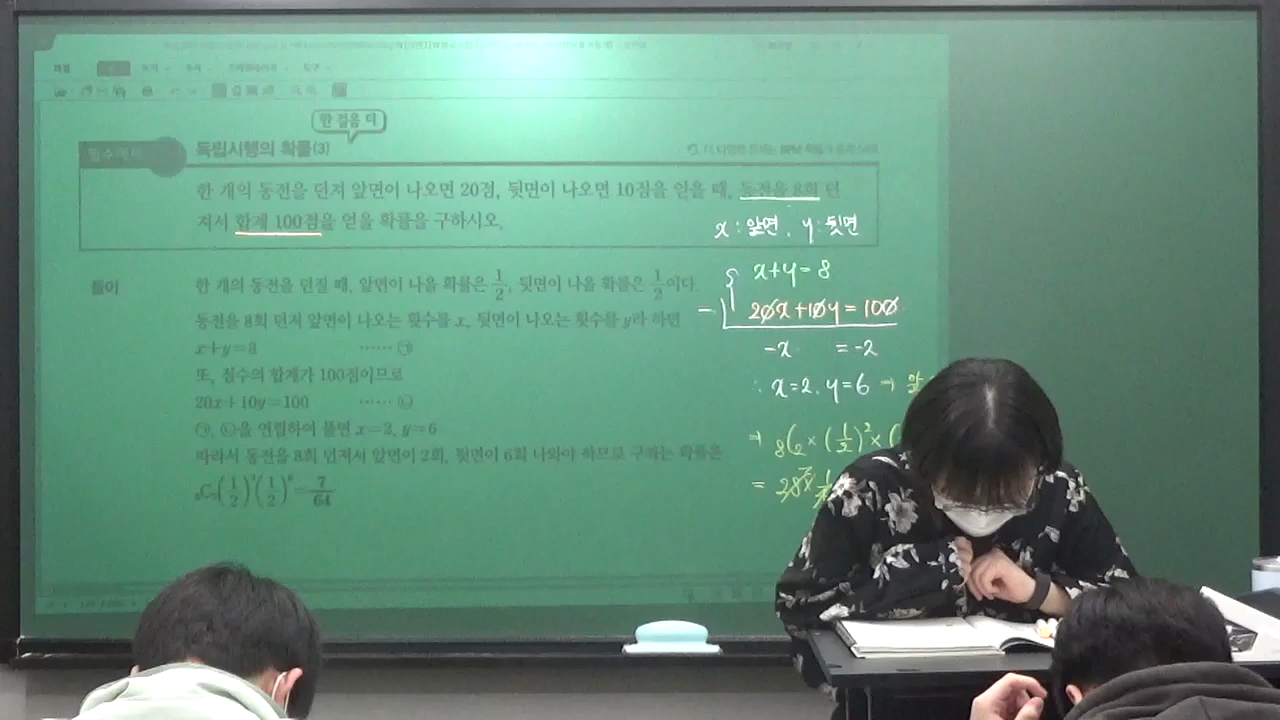 한 걸음 더
필수예제 독립시행의 확률(3)
한 개의 동전을 던져 앞면이 나오면 20점, 뒷면이 나오면 10점을 얻을 때, 동전을 8회 던
져서 합계 100점을 얻을 확률을 구하시오.
x : 앞면, y : 뒷면
x+y=8
20x+10y=100
-x =-2
∴ x=2, y=6 ⇒ 앞
⇒ ₈C₂×(1/2)²×(
= 28×1
풀이 한 개의 동전을 던질 때, 앞면이 나올 확률은 1/2, 뒷면이 나올 확률은 1/2이다.
동전을 8회 던져 앞면이 나오는 횟수를 x, 뒷면이 나오는 횟수를 y라 하면
x+y=8 …… ㉠
또, 점수의 합계가 100점이므로
20x+10y=100 …… ㉡
㉠, ㉡을 연립하여 풀면 x=2, y=6
따라서 동전을 8회 던져서 앞면이 2회, 뒷면이 6회 나와야 하므로 구하는 확률은
₈C₂(1/2)²(1/2)⁶=7/64